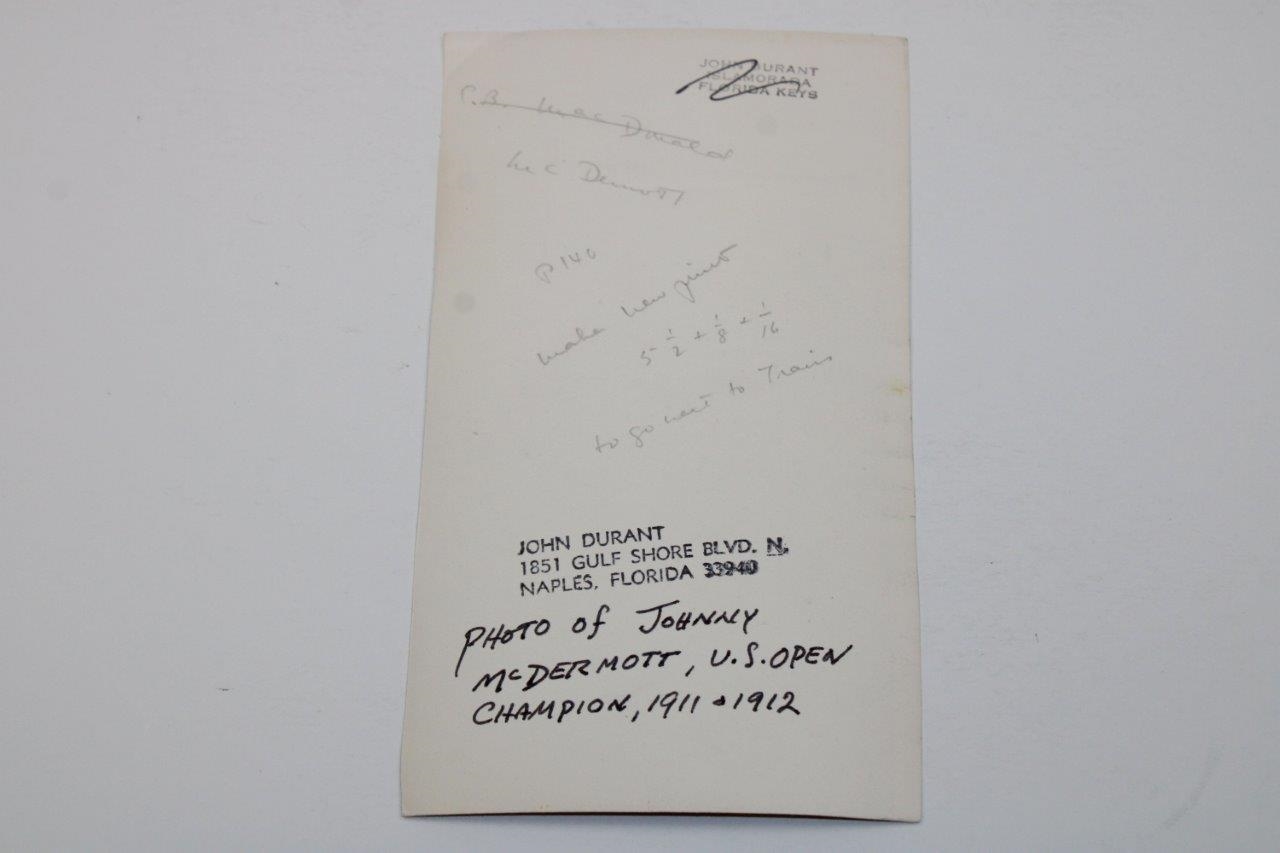 JOHN DURANT
ISLAMORADA
FLORIDA KEYS
C.B. MacDonald
McDermott
P 146
make new print
5 1/2 + 1/8 + 1/16
to go next to Travis
JOHN DURANT
1851 GULF SHORE BLVD. N.
NAPLES, FLORIDA 33940
PHOTO OF JOHNNY
McDERMOTT, U.S. OPEN
CHAMPION, 1911 & 1912